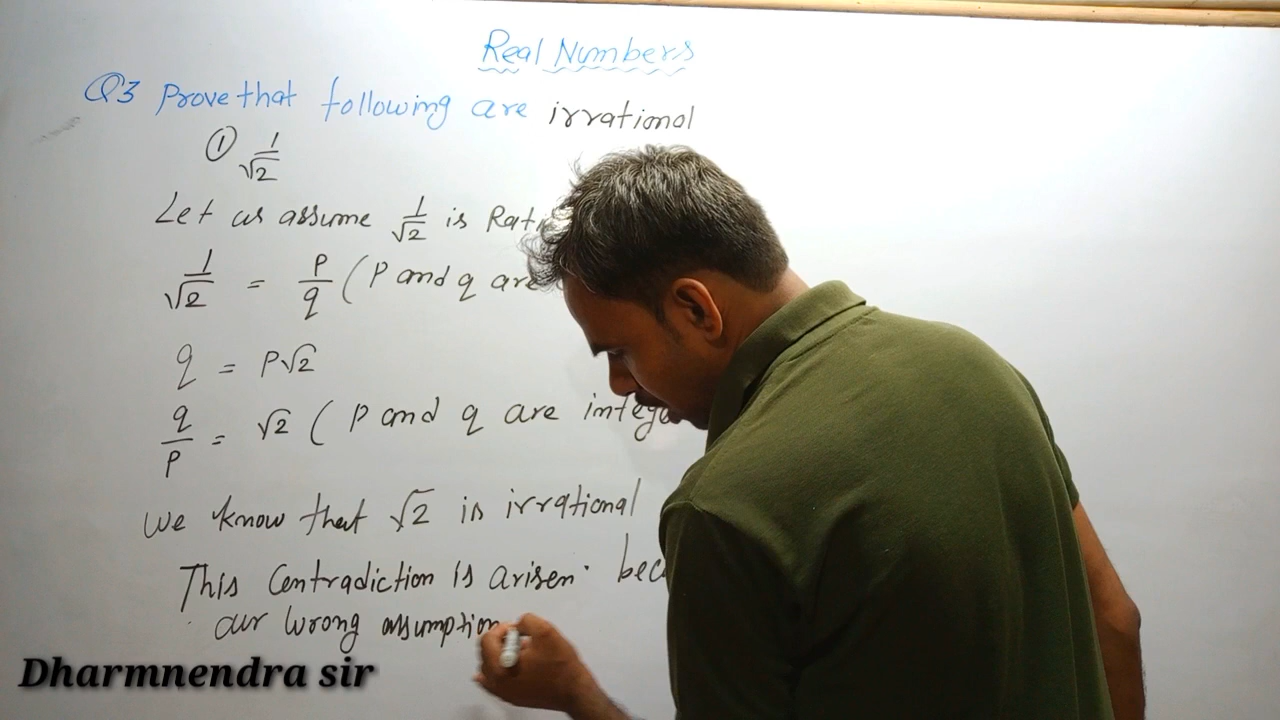 Real Numbers
Q3 Prove that following are irrational
① 1/√2
Let us assume 1/√2 is
1/√2 = P/q (P and q are
q = P√2
q/P = √2 ( P and q are
We know that √2 is irrational
This Contradiction is arisen.
our wrong assumption
Dharmnendra sir